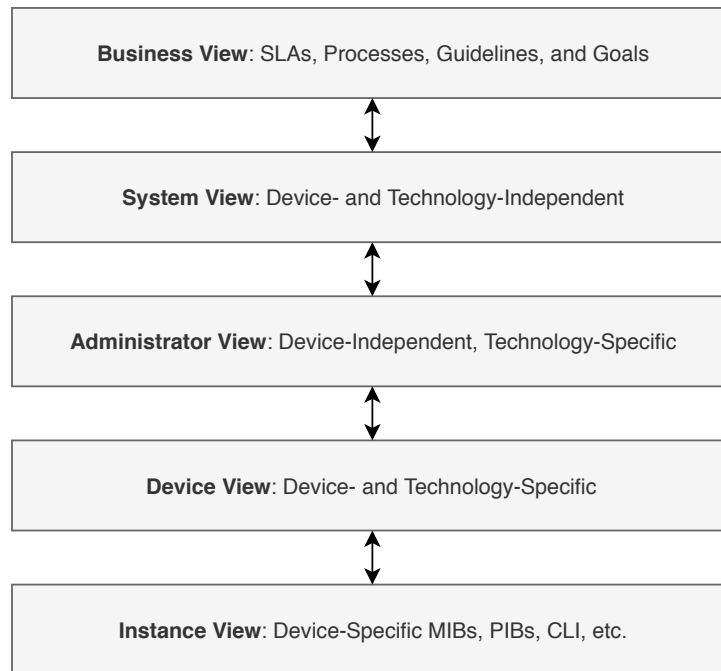 Business View: SLAs, Processes, Guidelines, and Goals
System View: Device- and Technology-Independent
Administrator View: Device-Independent, Technology-Specific
Device View: Device- and Technology-Specific
Instance View: Device-Specific MIBs, PIBs, CLI, etc.